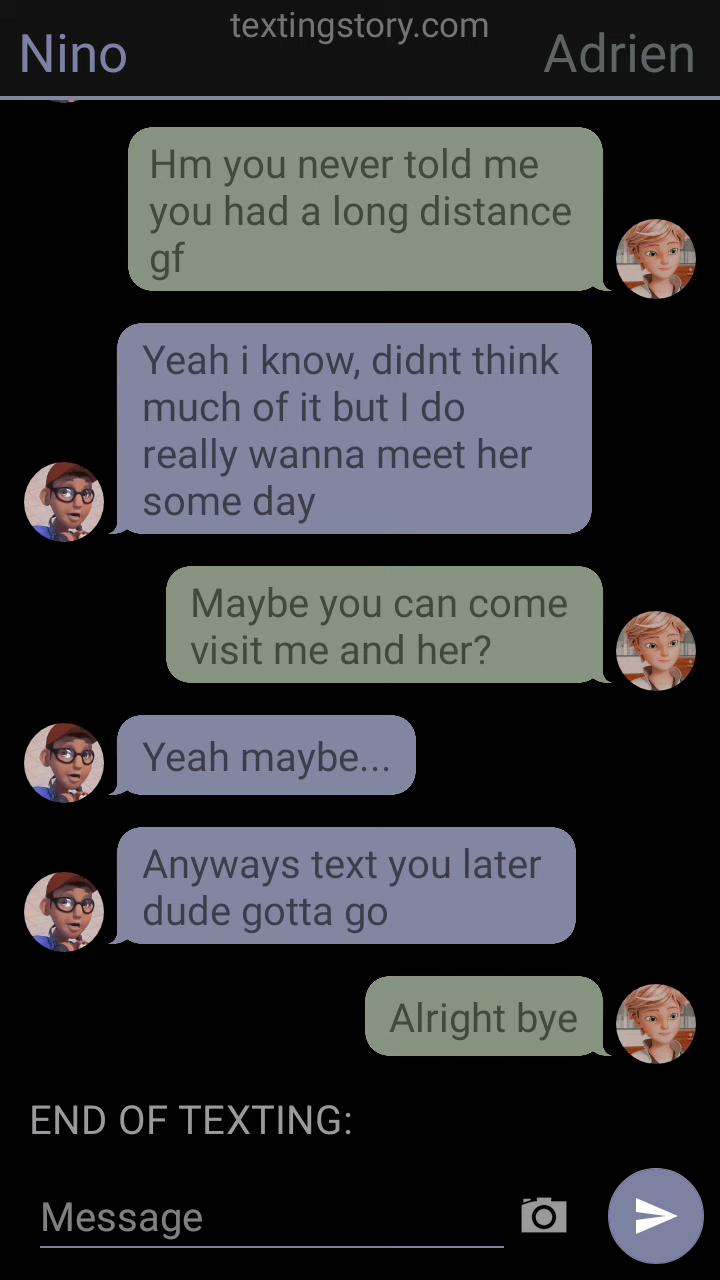 textingstory.com
Nino
Adrien
Hm you never told me
you had a long distance
gf
Yeah i know, didnt think
much of it but I do
really wanna meet her
some day
Maybe you can come
visit me and her?
Yeah maybe...
Anyways text you later
dude gotta go
Alright bye
END OF TEXTING:
Message